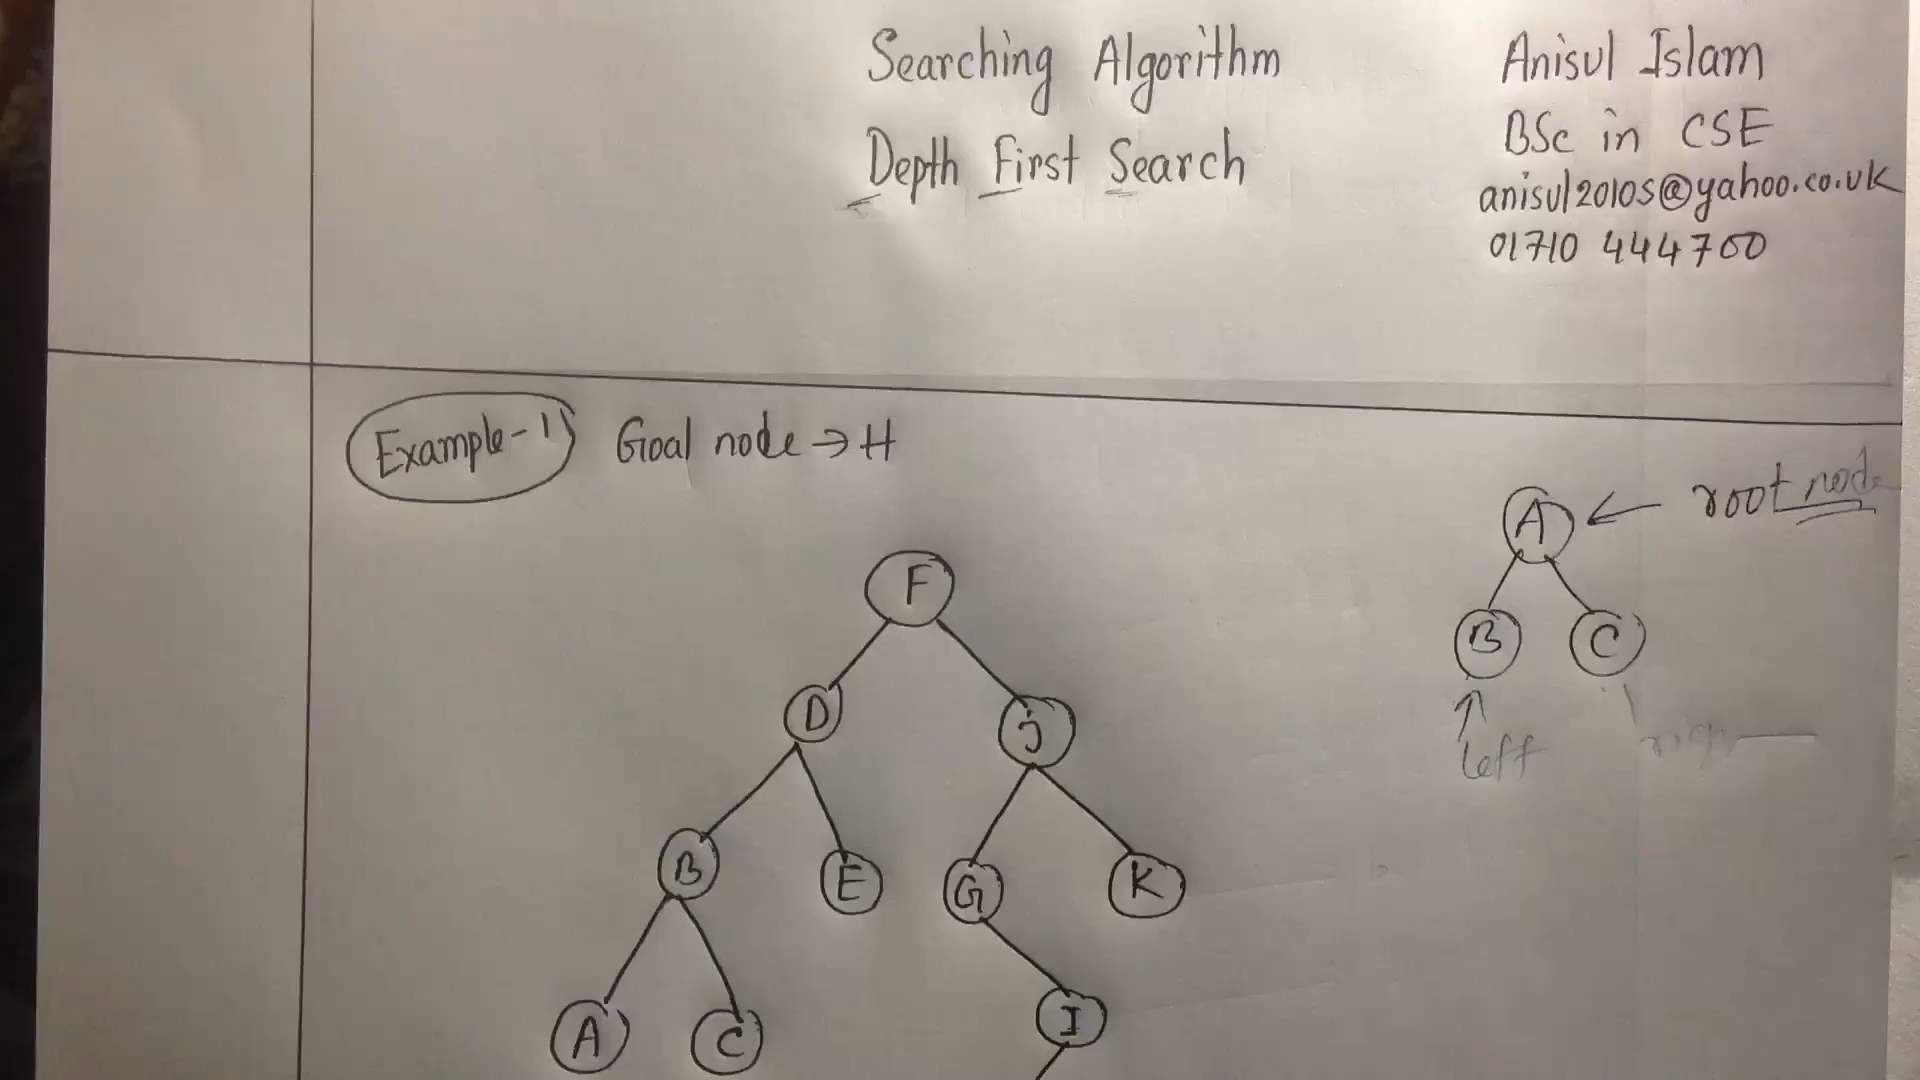 Searching Algorithm
Depth First Search
Anisul Islam
BSc in CSE
anisul2010s@yahoo.co.uk
01710 444700
Example-1 Goal node → H
A ← root node
B C
↑
left
F
D J
B E G K
A C I